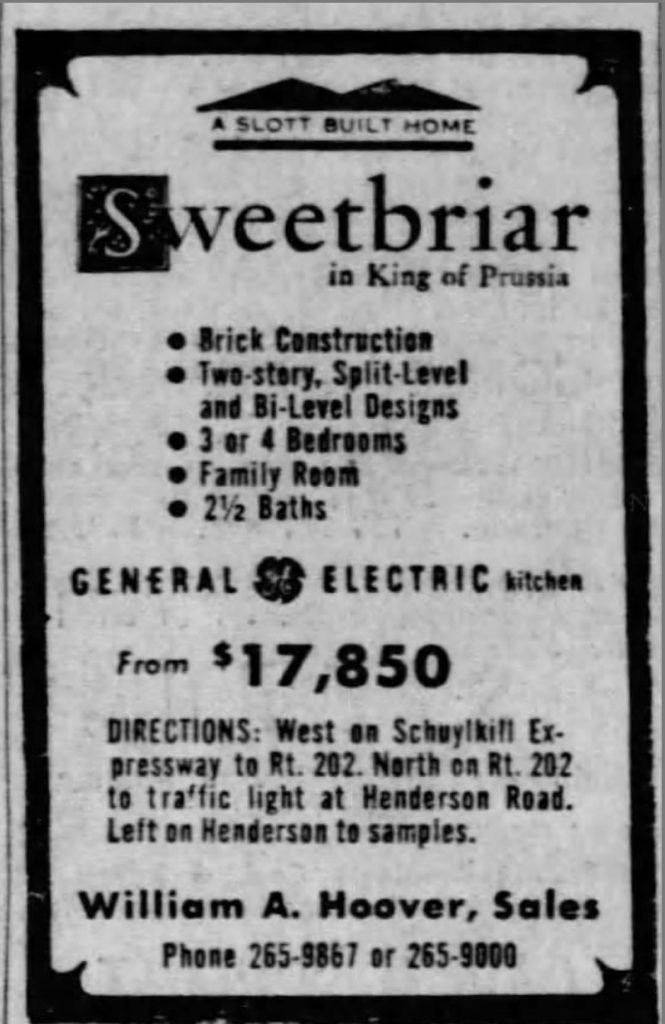 A SLOTT BUILT HOME
Sweetbriar
in King of Prussia
• Brick Construction
• Two-story, Split-Level
and Bi-Level Designs
• 3 or 4 Bedrooms
• Family Room
• 2½ Baths
GENERAL GE ELECTRIC kitchen
From $17,850
DIRECTIONS: West on Schuylkill Ex-
pressway to Rt. 202. North on Rt. 202
to traffic light at Henderson Road.
Left on Henderson to samples.
William A. Hoover, Sales
Phone 265-9867 or 265-9000